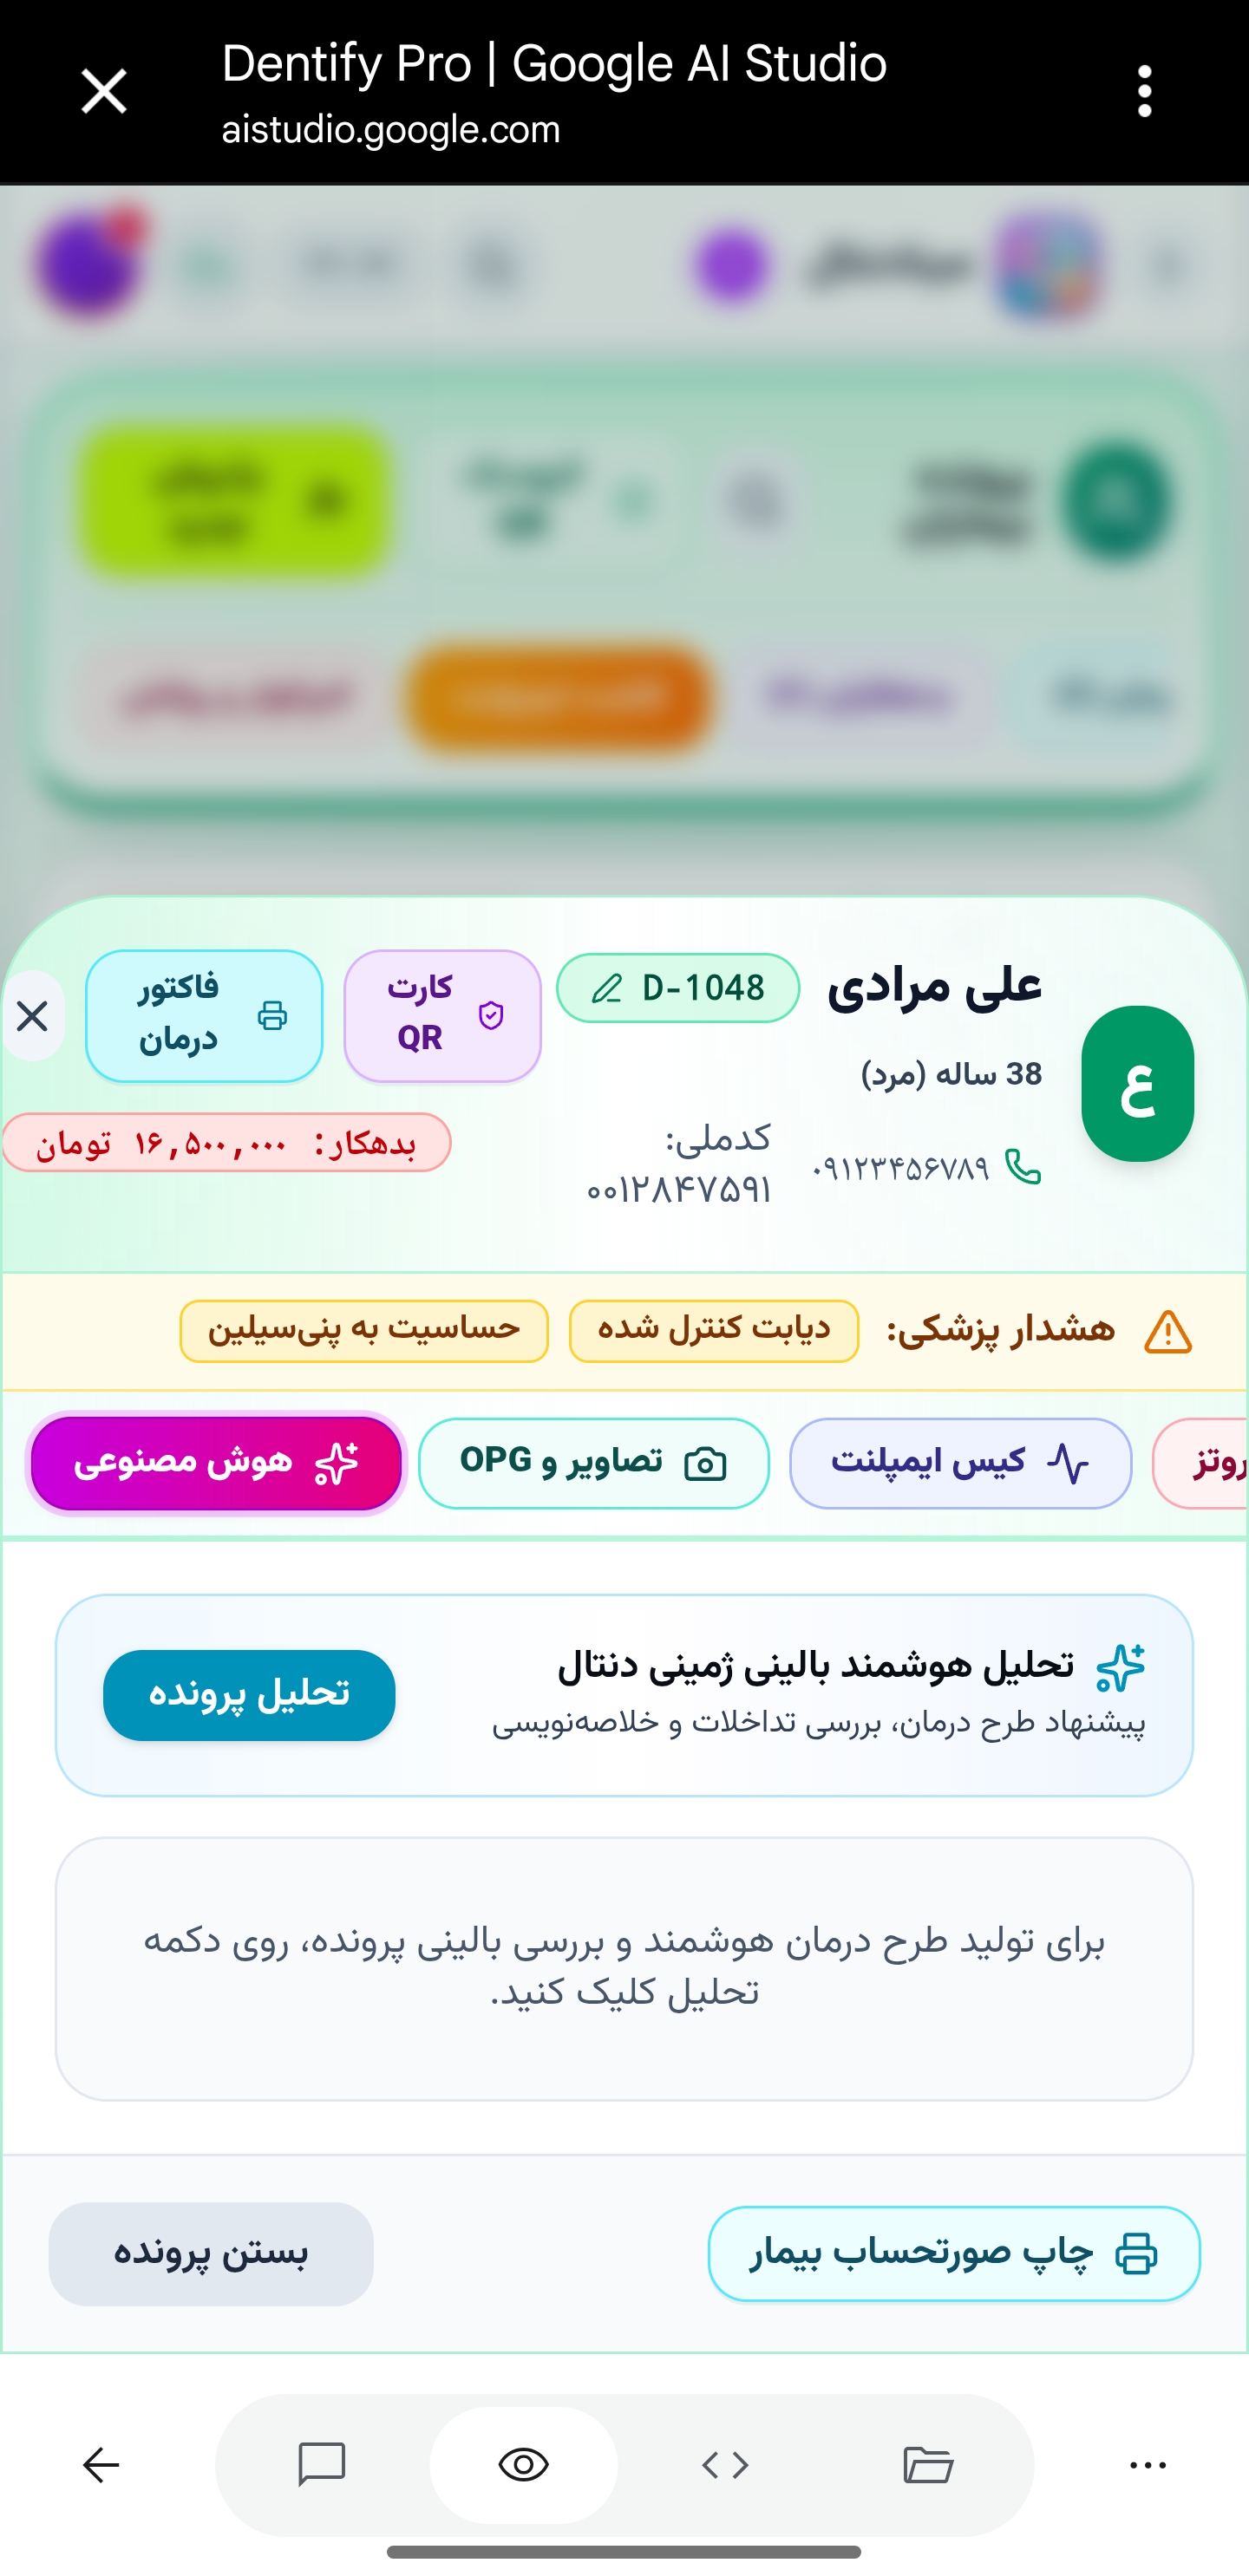 Dentify Pro | Google AI Studio
aistudio.google.com
علی مرادی
D-1048
کارت
QR
فاکتور
درمان
ع
38 ساله (مرد)
۰۹۱۲۳۴۵۶۷۸۹
کدملی:
۰۰۱۲۸۴۷۵۹۱
بدهکار: ۱۶,۵۰۰,۰۰۰ تومان
هشدار پزشکی:
دیابت کنترل شده
حساسیت به پنی‌سیلین
روتز
کیس ایمپلنت
تصاویر و OPG
هوش مصنوعی
تحلیل هوشمند بالینی ژمینی دنتال
پیشنهاد طرح درمان، بررسی تداخلات و خلاصه‌نویسی
تحلیل پرونده
برای تولید طرح درمان هوشمند و بررسی بالینی پرونده، روی دکمه
تحلیل کلیک کنید.
چاپ صورتحساب بیمار
بستن پرونده